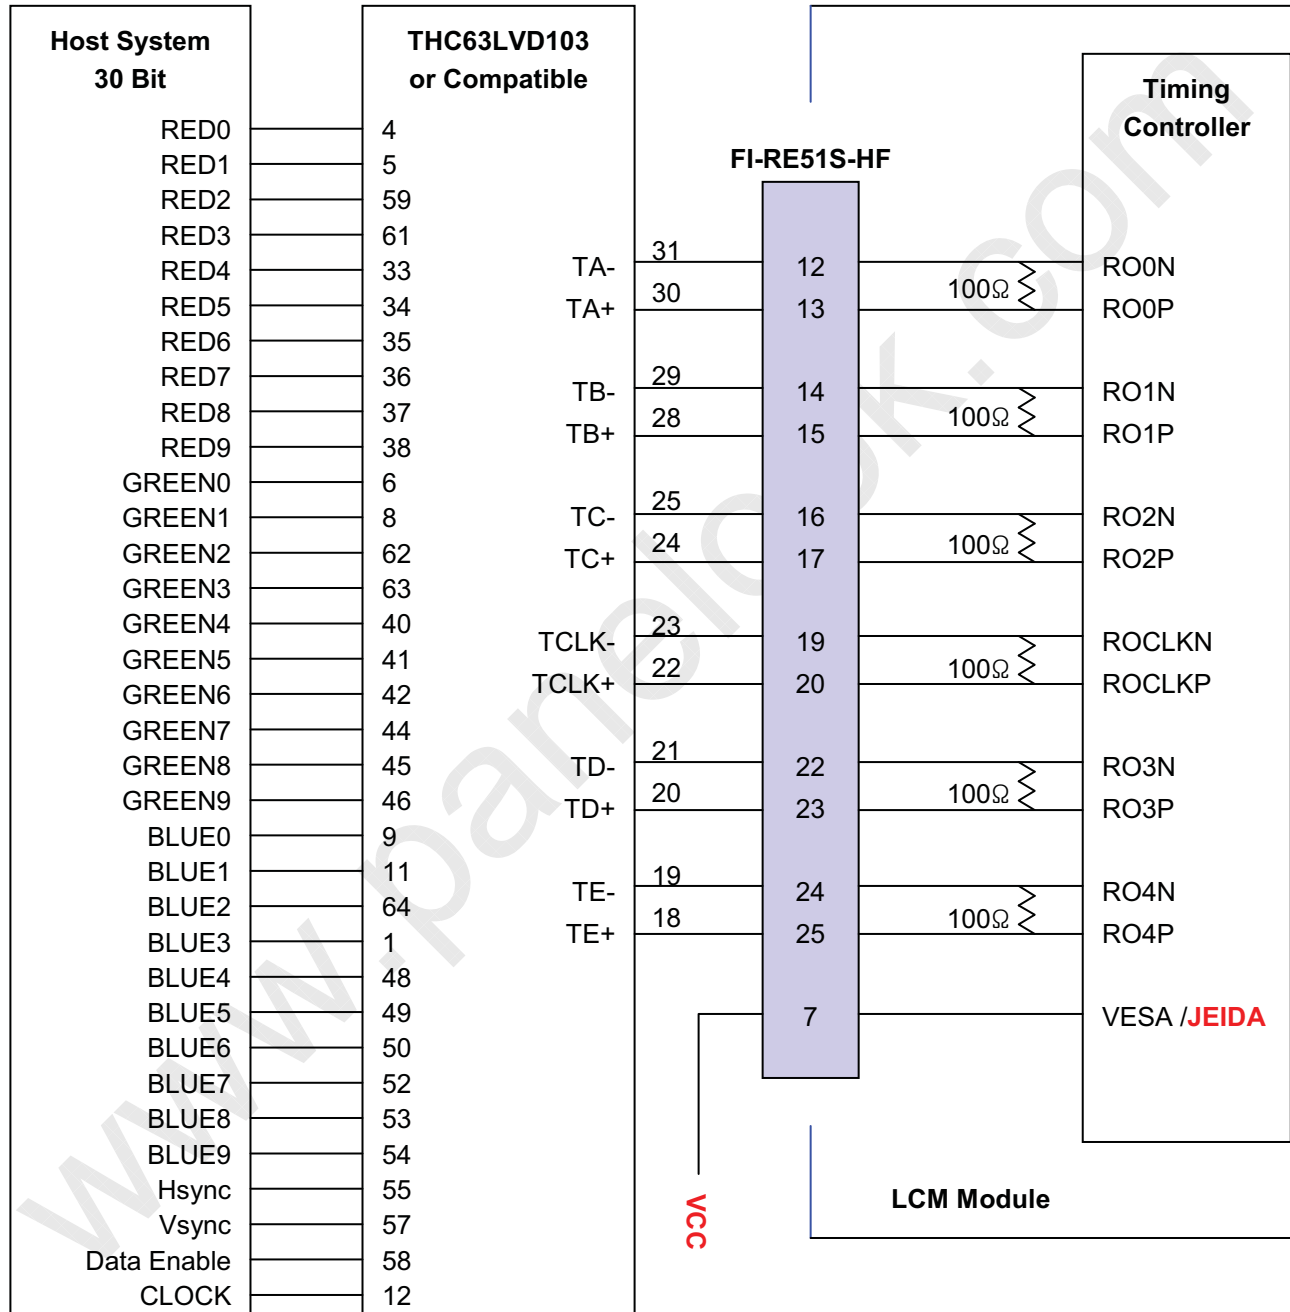 Host System
30 Bit
RED0
RED1
RED2
RED3
RED4
RED5
RED6
RED7
RED8
RED9
GREEN0
GREEN1
GREEN2
GREEN3
GREEN4
GREEN5
GREEN6
GREEN7
GREEN8
GREEN9
BLUE0
BLUE1
BLUE2
BLUE3
BLUE4
BLUE5
BLUE6
BLUE7
BLUE8
BLUE9
Hsync
Vsync
Data Enable
CLOCK
THC63LVD103
or Compatible
4
5
59
61
33
34
35
36
37
38
6
8
62
63
40
41
42
44
45
46
9
11
64
1
48
49
50
52
53
54
55
57
58
12
TA-
TA+
TB-
TB+
TC-
TC+
TCLK-
TCLK+
TD-
TD+
TE-
TE+
31
30
29
28
25
24
23
22
21
20
19
18
VCC
FI-RE51S-HF
12
13
14
15
16
17
19
20
22
23
24
25
7
100Ω
100Ω
100Ω
100Ω
100Ω
100Ω
Timing
Controller
RO0N
RO0P
RO1N
RO1P
RO2N
RO2P
ROCLKN
ROCLKP
RO3N
RO3P
RO4N
RO4P
VESA /JEIDA
LCM Module
www.panelook.com